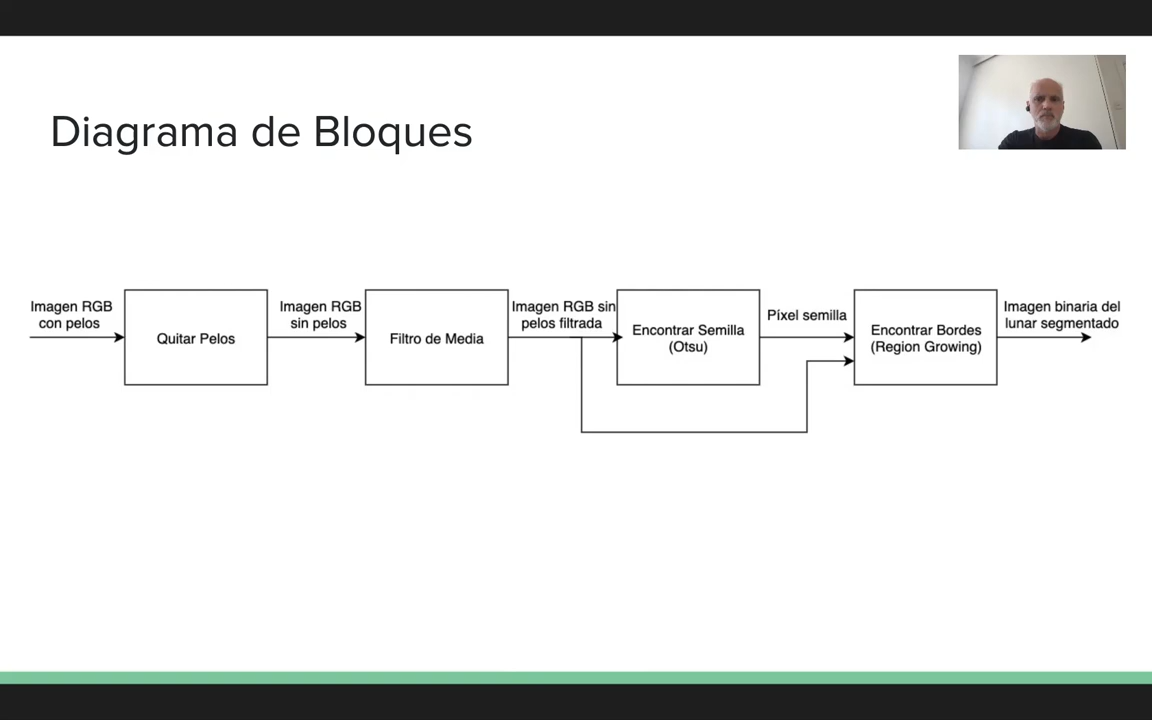 Diagrama de Bloques
Imagen RGB
con pelos
Quitar Pelos
Imagen RGB
sin pelos
Filtro de Media
Imagen RGB sin
pelos filtrada
Encontrar Semilla
(Otsu)
Píxel semilla
Encontrar Bordes
(Region Growing)
Imagen binaria del
lunar segmentado